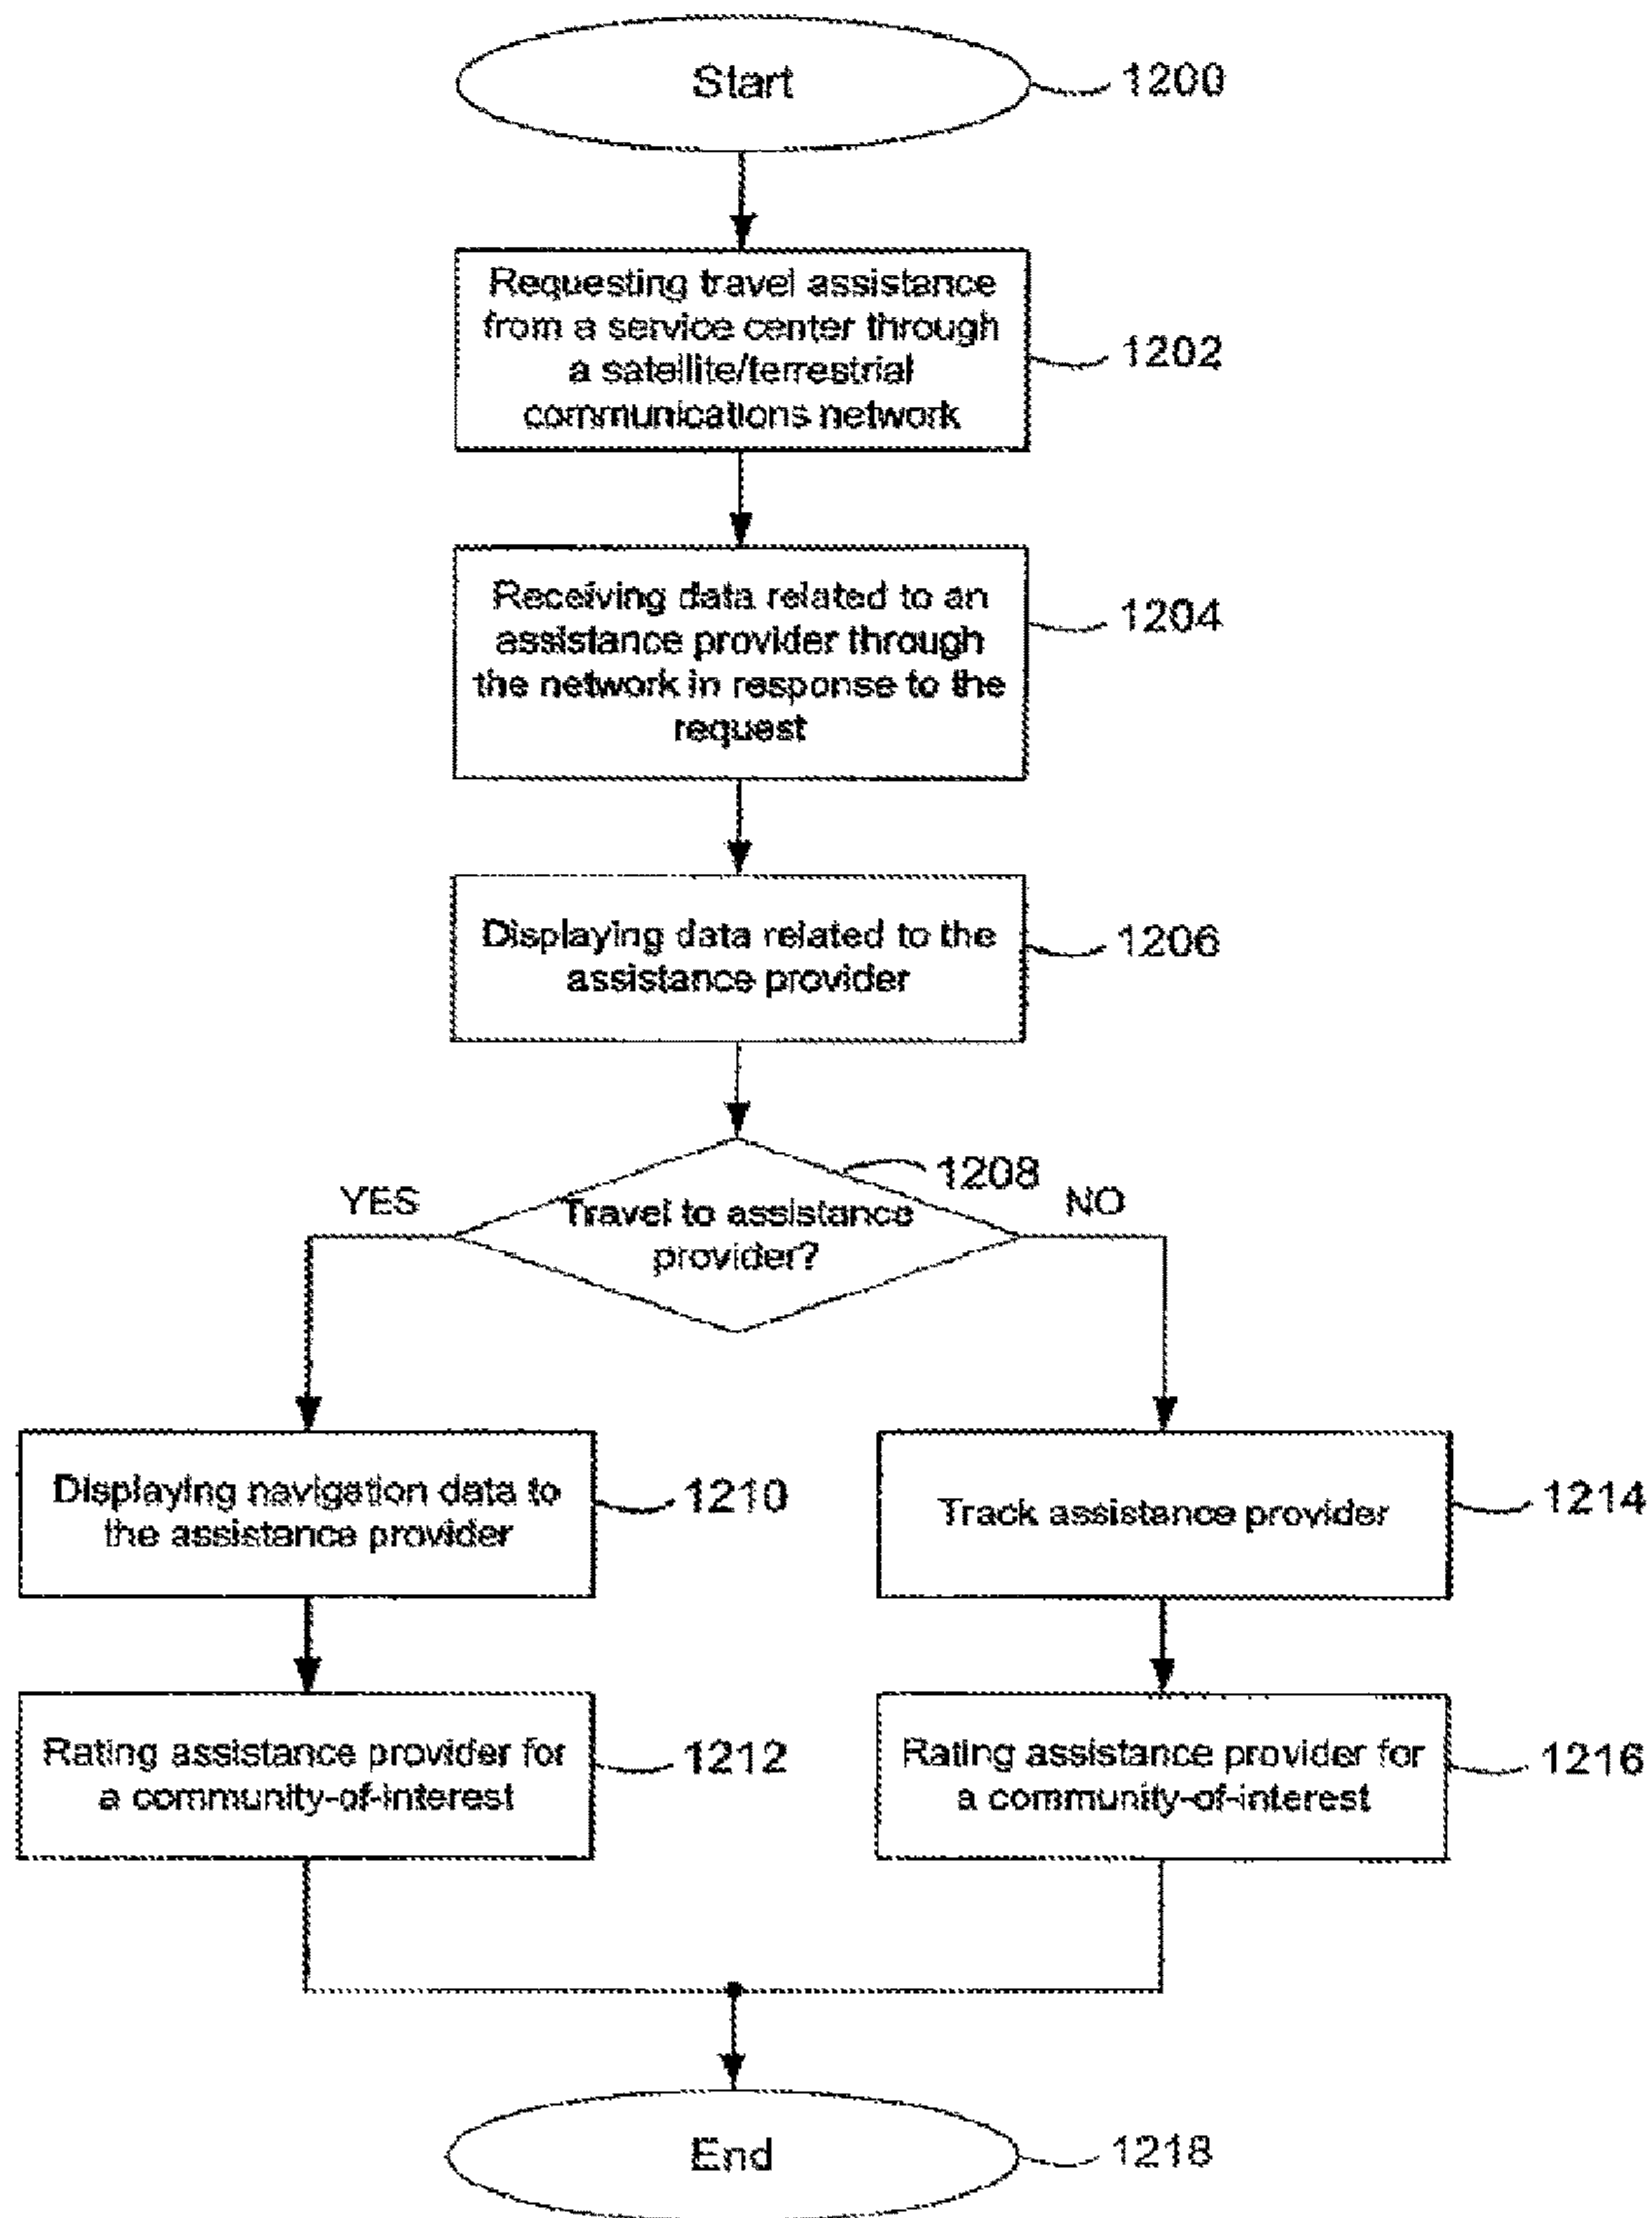 Start
1200
Requesting travel assistance
from a service center through
a satellite/terrestrial
communications network
1202
Receiving data related to an
assistance provider through
the network in response to the
request
1204
Displaying data related to the
assistance provider
1206
1208
YES
NO
Travel to assistance
provider?
Displaying navigation data to
the assistance provider
1210
Track assistance provider
1214
Rating assistance provider for
a community-of-interest
1212
Rating assistance provider for
a community-of-interest
1216
End
1218